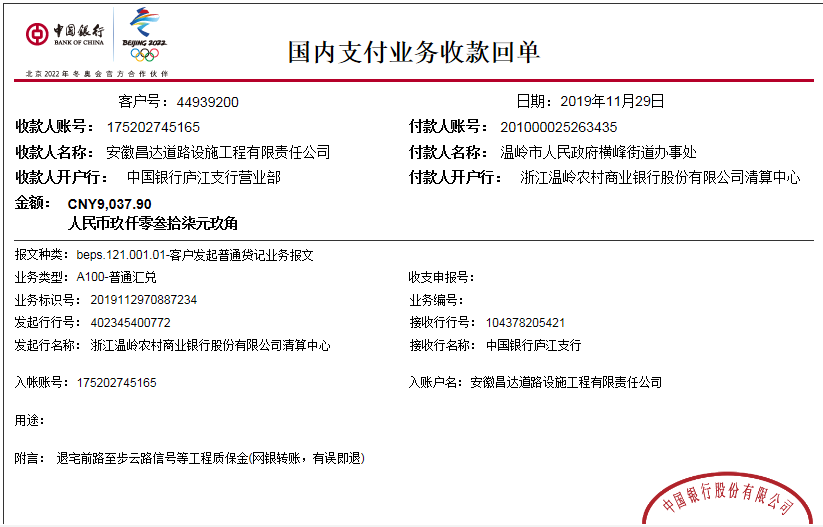 中国银行
BANK OF CHINA
BEIJING 2022
北京2022年冬奥会官方合作伙伴
国内支付业务收款回单
客户号：44939200
日期：2019年11月29日
收款人账号：175202745165
付款人账号：201000025263435
收款人名称：安徽昌达道路设施工程有限责任公司
付款人名称：温岭市人民政府横峰街道办事处
收款人开户行：中国银行庐江支行营业部
付款人开户行：浙江温岭农村商业银行股份有限公司清算中心
金额：CNY9,037.90
人民币玖仟零叁拾柒元玖角
报文种类：beps.121.001.01-客户发起普通贷记业务报文
业务类型：A100-普通汇兑
收支申报号：
业务标识号：2019112970887234
业务编号：
发起行行号：402345400772
接收行行号：104378205421
发起行名称：浙江温岭农村商业银行股份有限公司清算中心
接收行名称：中国银行庐江支行
入帐账号：175202745165
入账户名：安徽昌达道路设施工程有限责任公司
用途：
附言：退宅前路至步云路信号等工程质保金(网银转账，有误即退)
中国银行股份有限公司